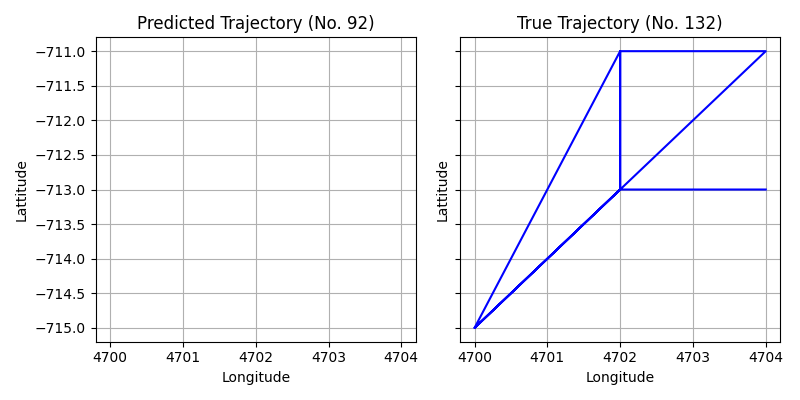 Predicted Trajectory (No. 92)
True Trajectory (No. 132)
−711.0
−711.5
−712.0
−712.5
−713.0
−713.5
−714.0
−714.5
−715.0
Lattitude
Lattitude
4700 4701 4702 4703 4704
4700 4701 4702 4703 4704
Longitude
Longitude